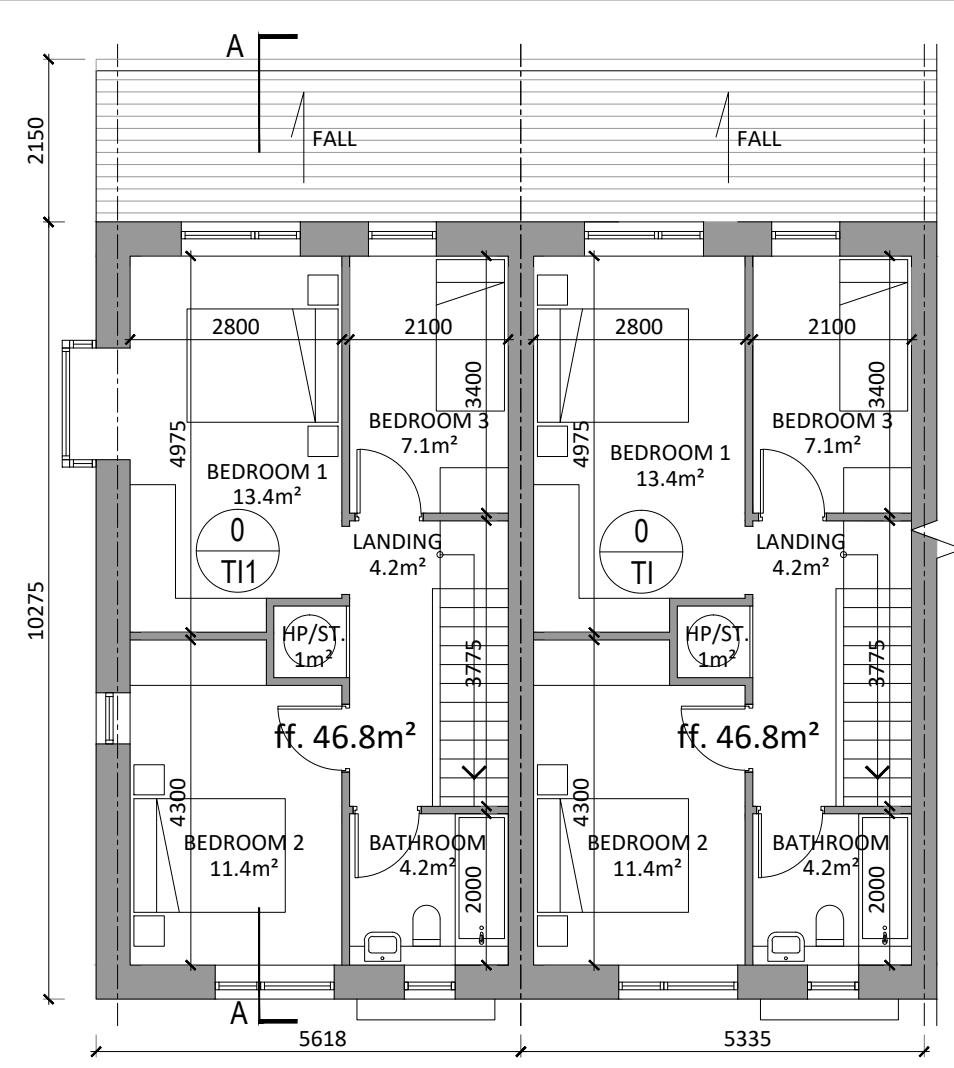 A
2150
FALL
FALL
2800
2100
2800
2100
3400
3400
BEDROOM 3
7.1m²
BEDROOM 3
7.1m²
4975
4975
BEDROOM 1
13.4m²
BEDROOM 1
13.4m²
0
TI1
0
TI
LANDING
4.2m²
LANDING
4.2m²
10275
HP/ST.
1m²
HP/ST.
1m²
3775
3775
ff. 46.8m²
ff. 46.8m²
4300
4300
BEDROOM 2
11.4m²
BATHROOM
4.2m²
BEDROOM 2
11.4m²
BATHROOM
4.2m²
2000
2000
A
5618
5335